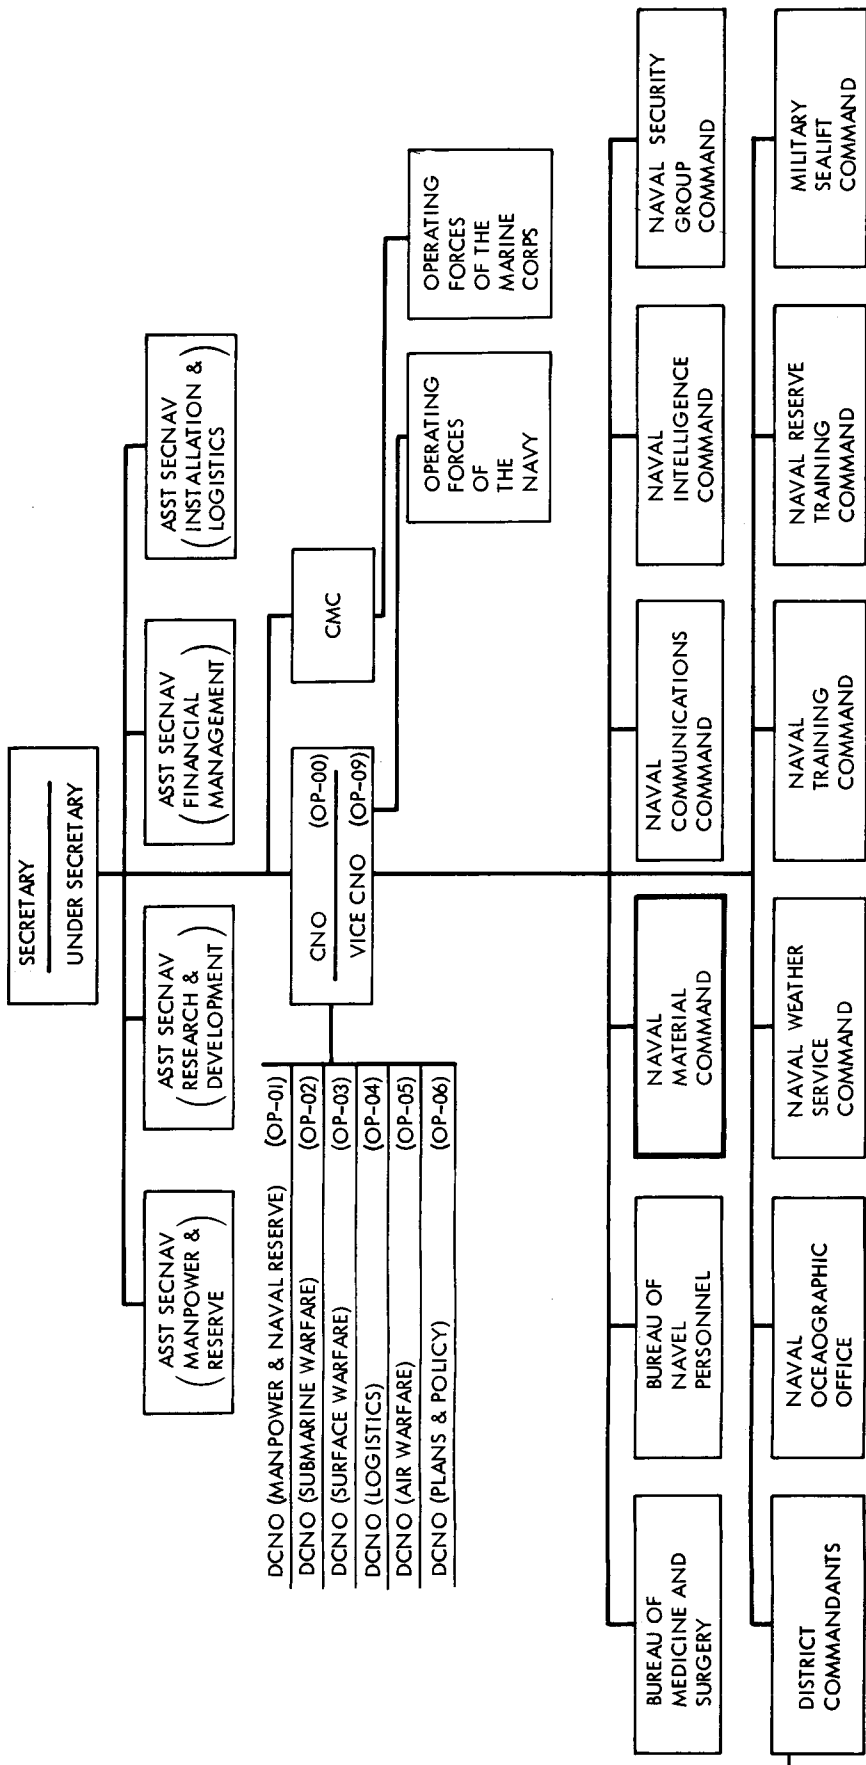 SECRETARY
UNDER SECRETARY
ASST SECNAV
(MANPOWER &
RESERVE)
ASST SECNAV
(RESEARCH &
DEVELOPMENT)
ASST SECNAV
(FINANCIAL
MANAGEMENT)
ASST SECNAV
(INSTALLATION &
LOGISTICS)
DCNO (MANPOWER & NAVAL RESERVE) (OP-01)
DCNO (SUBMARINE WARFARE) (OP-02)
DCNO (SURFACE WARFARE) (OP-03)
DCNO (LOGISTICS) (OP-04)
DCNO (AIR WARFARE) (OP-05)
DCNO (PLANS & POLICY) (OP-06)
CNO (OP-00)
VICE CNO (OP-09)
CMC
OPERATING
FORCES
OF
THE
NAVY
OPERATING
FORCES
OF THE
MARINE
CORPS
BUREAU OF
MEDICINE AND
SURGERY
BUREAU OF
NAVEL
PERSONNEL
NAVAL
MATERIAL
COMMAND
NAVAL
COMMUNICATIONS
COMMAND
NAVAL
INTELLIGENCE
COMMAND
NAVAL SECURITY
GROUP
COMMAND
DISTRICT
COMMANDANTS
NAVAL
OCEAOGRAPHIC
OFFICE
NAVAL WEATHER
SERVICE
COMMAND
NAVAL
TRAINING
COMMAND
NAVAL RESERVE
TRAINING
COMMAND
MILITARY
SEALIFT
COMMAND